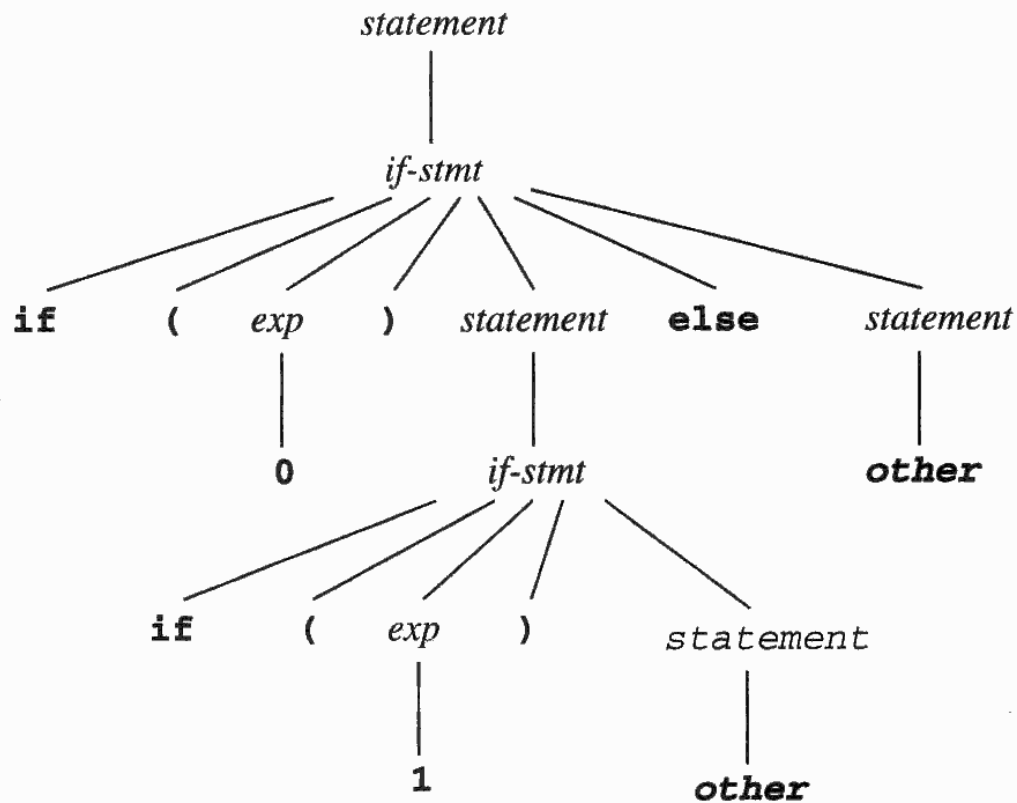 statement
if-stmt
if ( exp ) statement else statement
0 if-stmt other
if ( exp ) statement
1 other